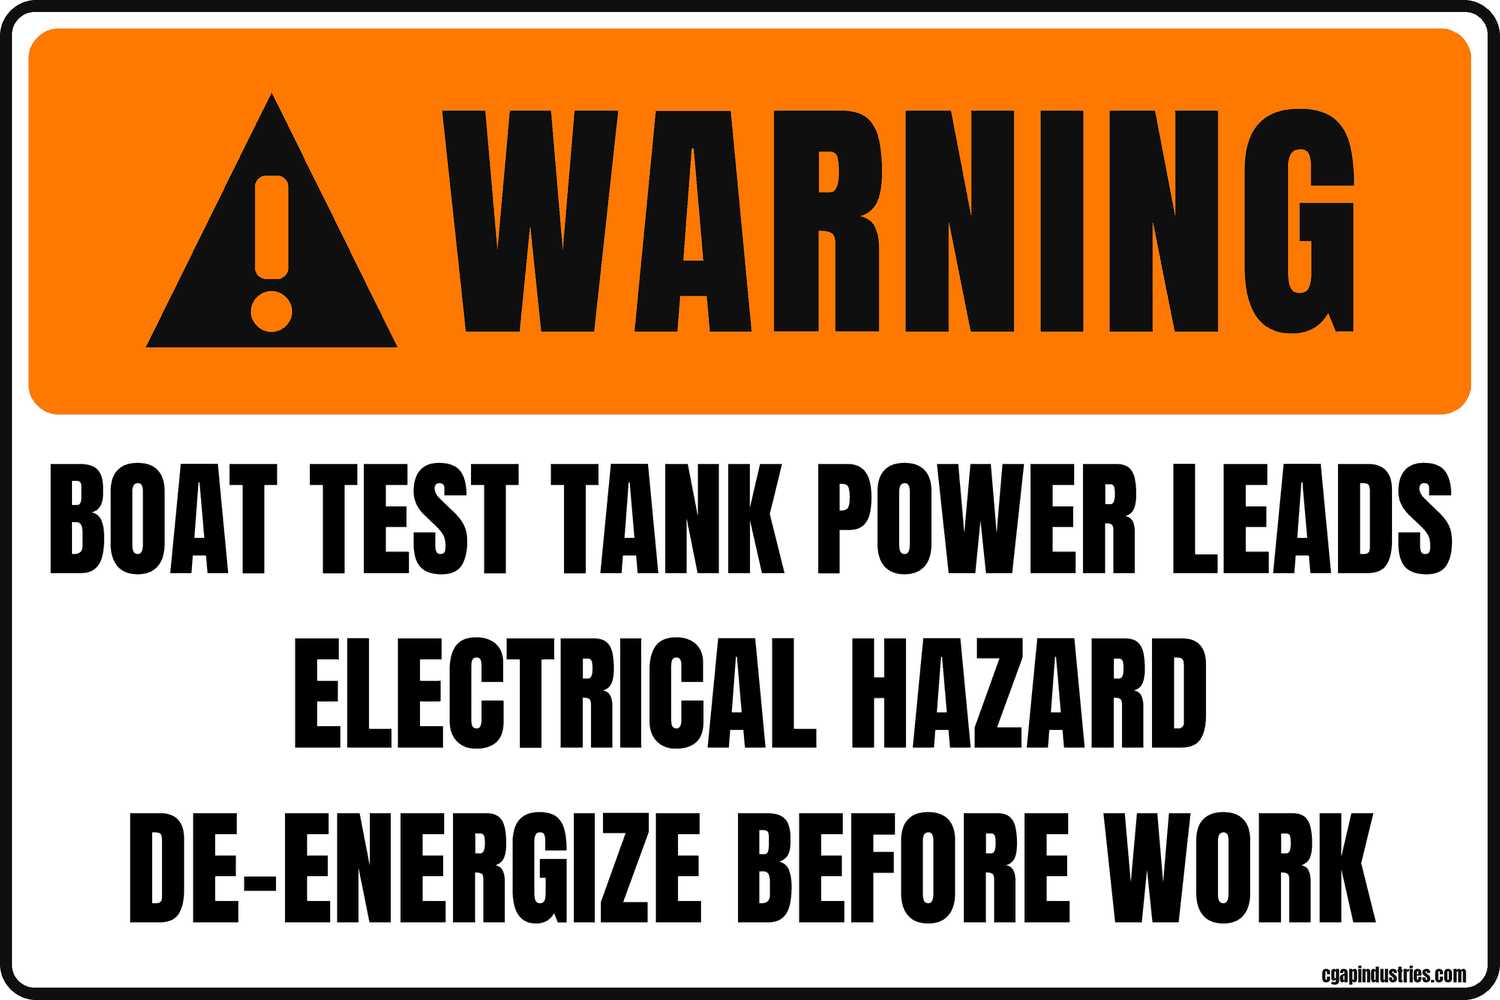 WARNING
BOAT TEST TANK POWER LEADS
ELECTRICAL HAZARD
DE-ENERGIZE BEFORE WORK
cgapindustries.com